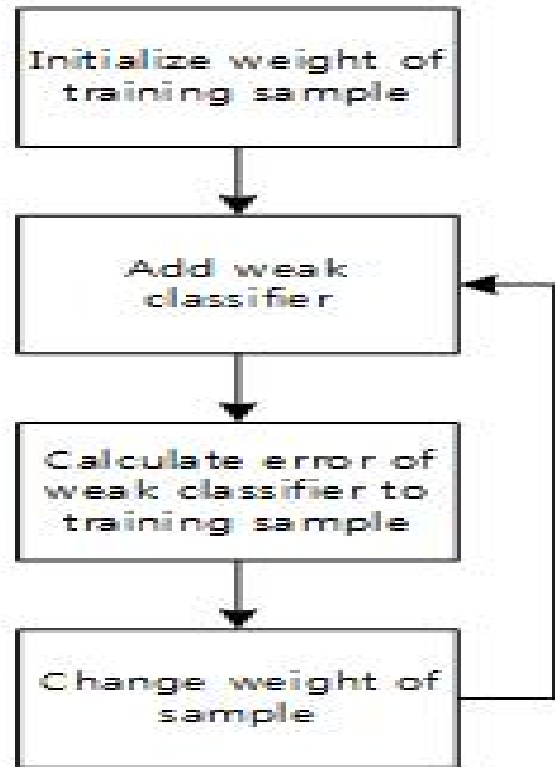 Initialize weight of
training sample
Add weak
classifier
Calculate error of
weak classifier to
training sample
Change weight of
sample